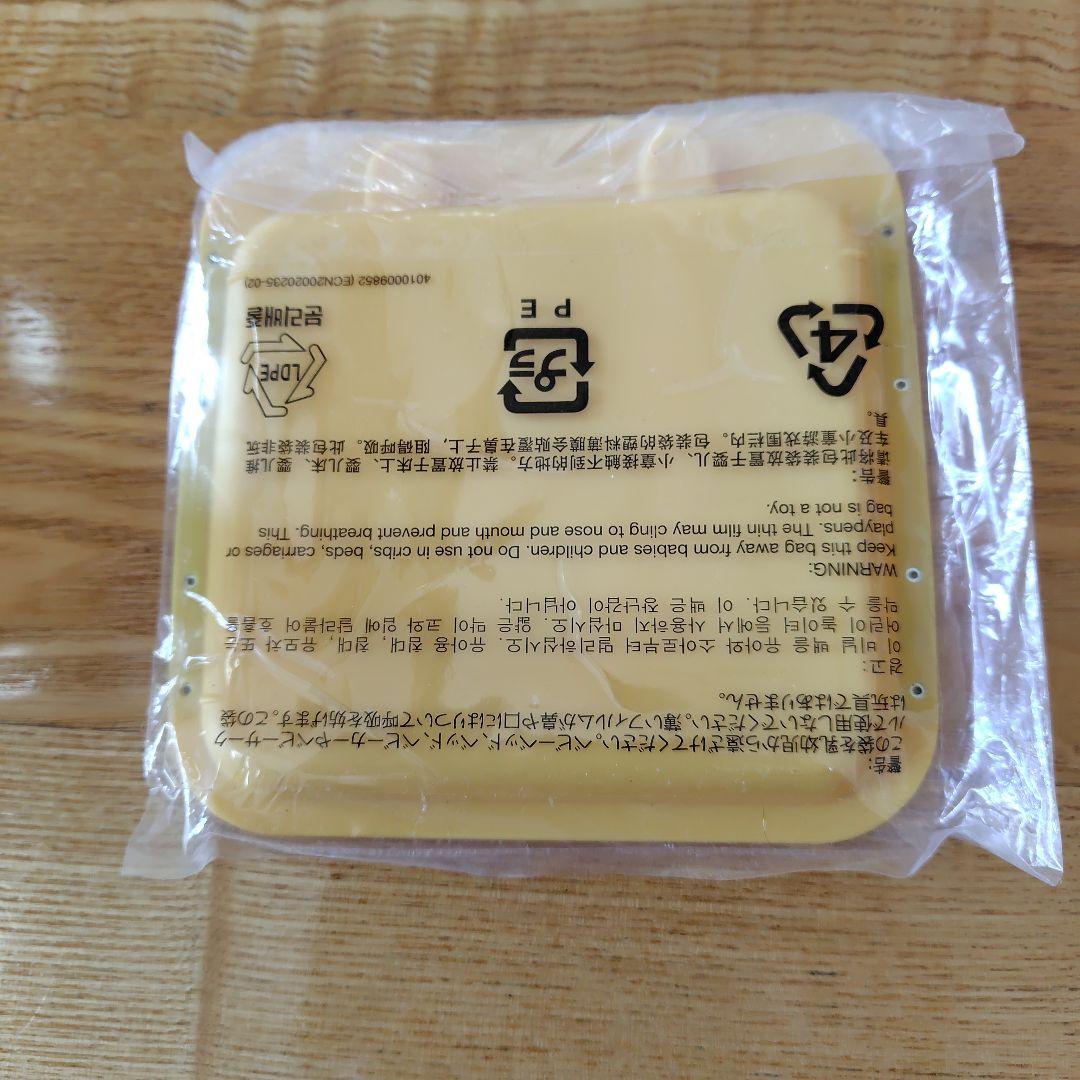 警告:
この袋を乳幼児から遠ざけてください。ベビーベッド、ベッド、ベビーカーやベビーサーク
ルで使用しないでください。薄いフィルムが鼻や口にはりついて呼吸を妨げます。この袋
は玩具ではありません。
경고:
이 비닐 백을 유아와 소아로부터 멀리하십시오. 유아용 침대, 침대, 유모차 또는
어린이 놀이터 등에서 사용하지 마십시오. 얇은 막이 코와 입에 달라붙어 호흡을
막을 수 있습니다. 이 백은 장난감이 아닙니다.
WARNING:
Keep this bag away from babies and children. Do not use in cribs, beds, carriages or
playpens. The thin film may cling to nose and mouth and prevent breathing. This
bag is not a toy.
警告:
请将此包装袋放置于婴儿、小童接触不到的地方。禁止放置于床上、婴儿床、婴儿推
车及小童游戏围栏内。包装袋的塑料薄膜会贴覆在鼻子上，阻碍呼吸。此包装袋非玩
具。
4
プラ
PE
LDPE
분리배출
4010009852 (ECN20020235-02)